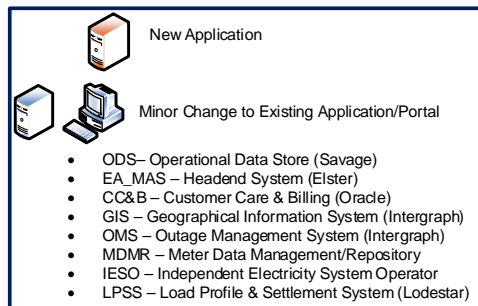 New Application
Minor Change to Existing Application/Portal
• ODS– Operational Data Store (Savage)
• EA_MAS – Headend System (Elster)
• CC&B – Customer Care & Billing (Oracle)
• GIS – Geographical Information System (Intergraph)
• OMS – Outage Management System (Intergraph)
• MDMR – Meter Data Management/Repository
• IESO – Independent Electricity System Operator
• LPSS – Load Profile & Settlement System (Lodestar)